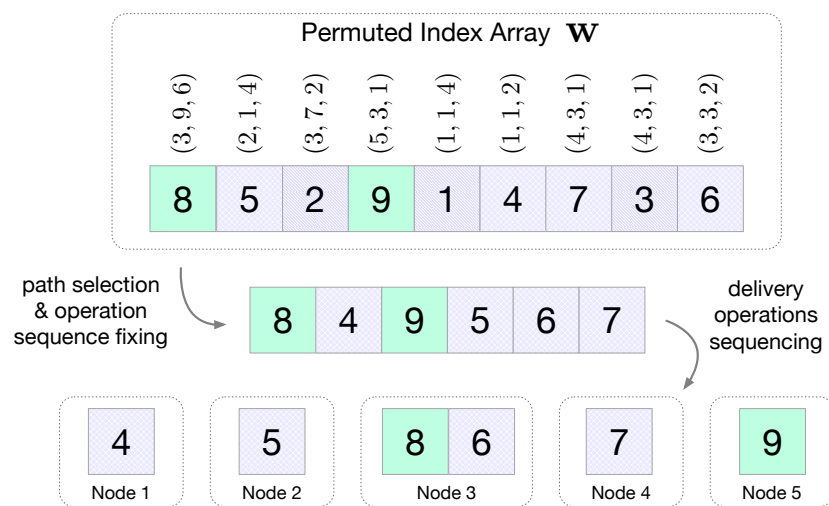 Permuted Index Array W
(3, 9, 6) (2, 1, 4) (3, 7, 2) (5, 3, 1) (1, 1, 4) (1, 1, 2) (4, 3, 1) (4, 3, 1) (3, 3, 2)
8 5 2 9 1 4 7 3 6
path selection
& operation
sequence fixing
8 4 9 5 6 7
delivery
operations
sequencing
4 5 8 6 7 9
Node 1 Node 2 Node 3 Node 4 Node 5